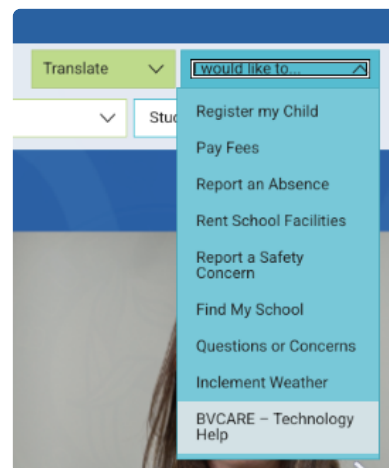 Translate
I would like to...
Stu
Register my Child
Pay Fees
Report an Absence
Rent School Facilities
Report a Safety
Concern
Find My School
Questions or Concerns
Inclement Weather
BVCARE – Technology
Help